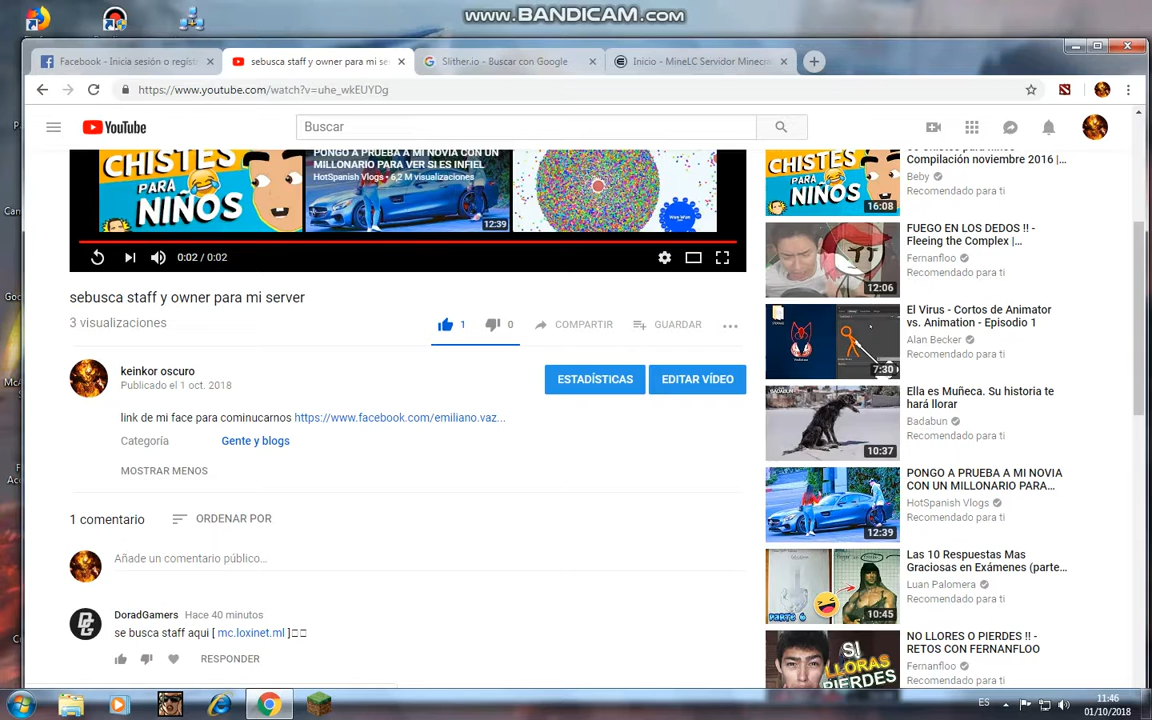 www.BANDICAM.com
Facebook - Inicia sesión o regist
sebusca staff y owner para mi se
Slither.io - Buscar con Google
Inicio - MineLC Servidor Minecra
https://www.youtube.com/watch?v=uhe_wkEUYDg
YouTube
Buscar
CHISTES
PARA
NIÑOS
PONGO A PRUEBA A MI NOVIA CON UN
MILLONARIO PARA VER SI ES INFIEL
HotSpanish Vlogs • 6,2 M visualizaciones
12:39
0:02 / 0:02
sebusca staff y owner para mi server
3 visualizaciones
1
0
COMPARTIR
GUARDAR
keinkor oscuro
Publicado el 1 oct. 2018
ESTADÍSTICAS
EDITAR VÍDEO
link de mi face para cominucarnos https://www.facebook.com/emiliano.vaz...
Categoría
Gente y blogs
MOSTRAR MENOS
1 comentario
ORDENAR POR
Añade un comentario público...
DoradGamers Hace 40 minutos
se busca staff aqui [ mc.loxinet.ml ]
RESPONDER
CHISTES
PARA
NIÑOS
16:08
Compilación noviembre 2016 |...
Beby
Recomendado para ti
12:06
FUEGO EN LOS DEDOS !! -
Fleeing the Complex |...
Fernanfloo
Recomendado para ti
7:30
El Virus - Cortos de Animator
vs. Animation - Episodio 1
Alan Becker
Recomendado para ti
10:37
Ella es Muñeca. Su historia te
hará llorar
Badabun
Recomendado para ti
12:39
PONGO A PRUEBA A MI NOVIA
CON UN MILLONARIO PARA...
HotSpanish Vlogs
Recomendado para ti
PARTE 6
10:45
Las 10 Respuestas Mas
Graciosas en Exámenes (parte...
Luan Palomera
Recomendado para ti
SI
LLORAS
PIERDES
NO LLORES O PIERDES !! -
RETOS CON FERNANFLOO
Fernanfloo
Recomendado para ti
ES
11:46
01/10/2018